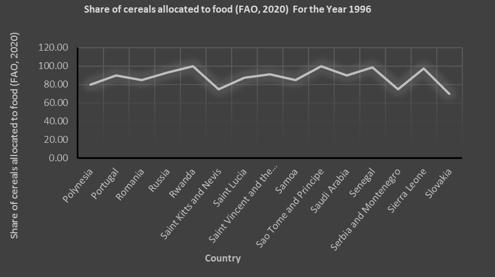 Share of cereals allocated to food (FAO, 2020) For the Year 1996
Share of cereals allocated to food (FAO, 2020)
120.00
100.00
80.00
60.00
40.00
20.00
0.00
Polynesia
Portugal
Romania
Russia
Rwanda
Saint Kitts and Nevis
Saint Lucia
Saint Vincent and the...
Samoa
Sao Tome and Principe
Saudi Arabia
Senegal
Serbia and Montenegro
Sierra Leone
Slovakia
Country